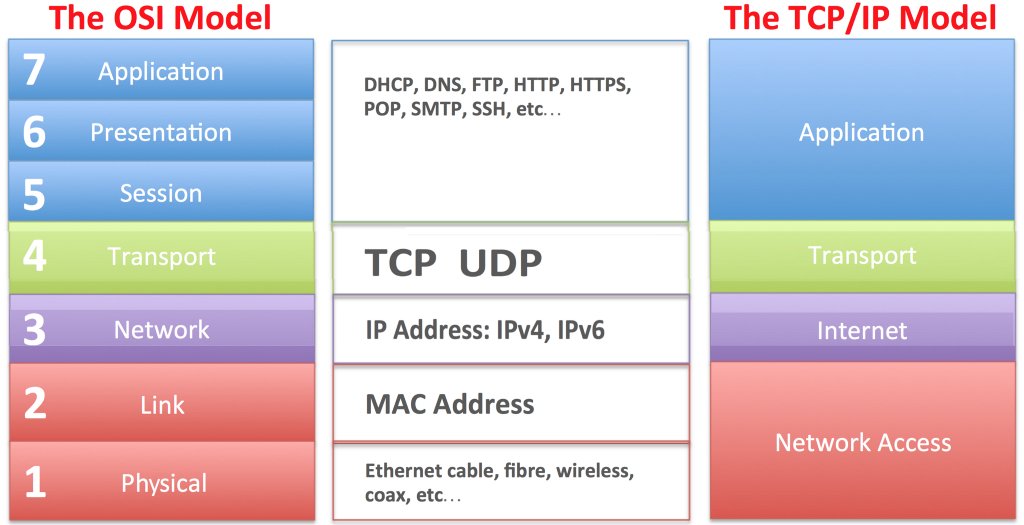 The OSI Model
The TCP/IP Model
7 Application
6 Presentation
5 Session
4 Transport
3 Network
2 Link
1 Physical
DHCP, DNS, FTP, HTTP, HTTPS,
POP, SMTP, SSH, etc...
TCP UDP
IP Address: IPv4, IPv6
MAC Address
Ethernet cable, fibre, wireless,
coax, etc...
Application
Transport
Internet
Network Access